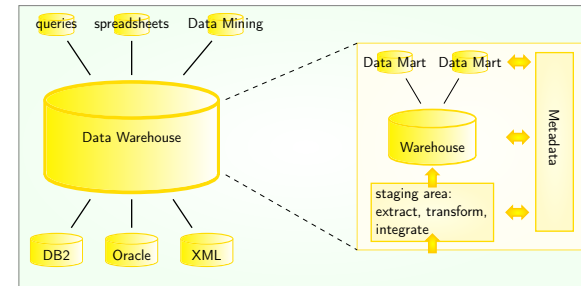 queries spreadsheets Data Mining
Data Warehouse
DB2 Oracle XML
Data Mart Data Mart
Warehouse
staging area:
extract, transform,
integrate
Metadata